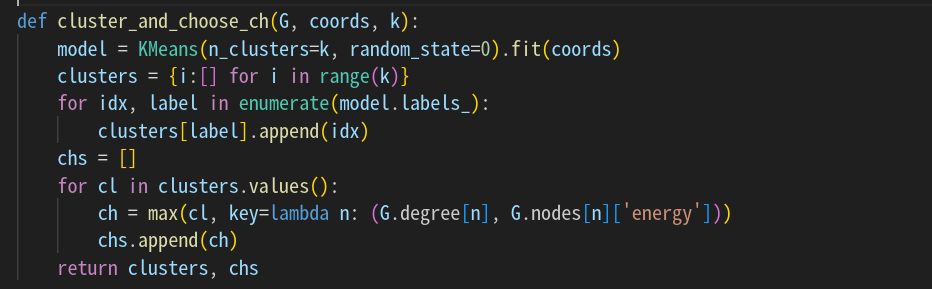 def cluster_and_choose_ch(G, coords, k):
    model = KMeans(n_clusters=k, random_state=0).fit(coords)
    clusters = {i:[] for i in range(k)}
    for idx, label in enumerate(model.labels_):
        clusters[label].append(idx)
    chs = []
    for cl in clusters.values():
        ch = max(cl, key=lambda n: (G.degree[n], G.nodes[n]['energy']))
        chs.append(ch)
    return clusters, chs